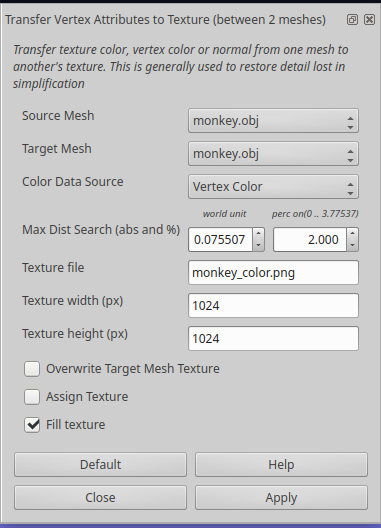 Transfer Vertex Attributes to Texture (between 2 meshes)
Transfer texture color, vertex color or normal from one mesh to
another's texture. This is generally used to restore detail lost in
simplification
Source Mesh monkey.obj
Target Mesh monkey.obj
Color Data Source Vertex Color
world unit perc on(0 .. 3.77537)
Max Dist Search (abs and %) 0.075507 2.000
Texture file monkey_color.png
Texture width (px) 1024
Texture height (px) 1024
Overwrite Target Mesh Texture
Assign Texture
Fill texture
Default Help
Close Apply